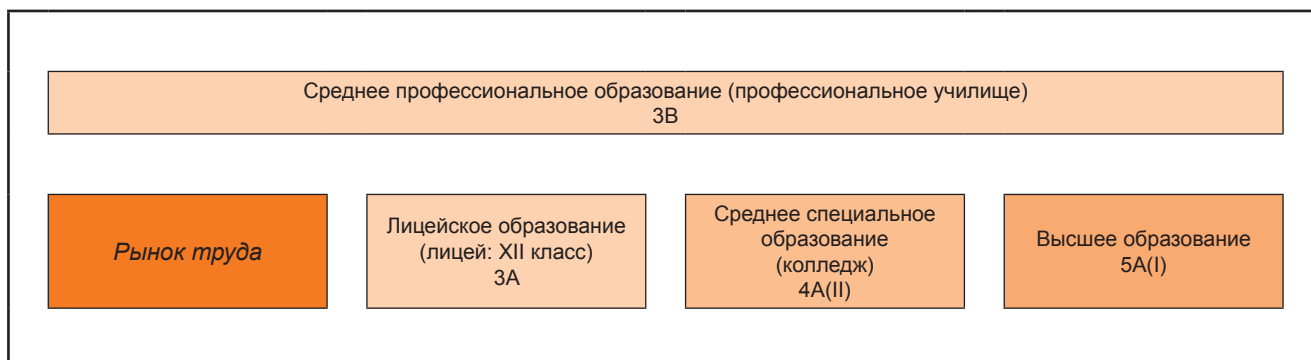 Среднее профессиональное образование (профессиональное училище)
3B
Рынок труда
Лицейское образование
(лицей: XII класс)
3A
Среднее специальное
образование
(колледж)
4A(II)
Высшее образование
5A(I)